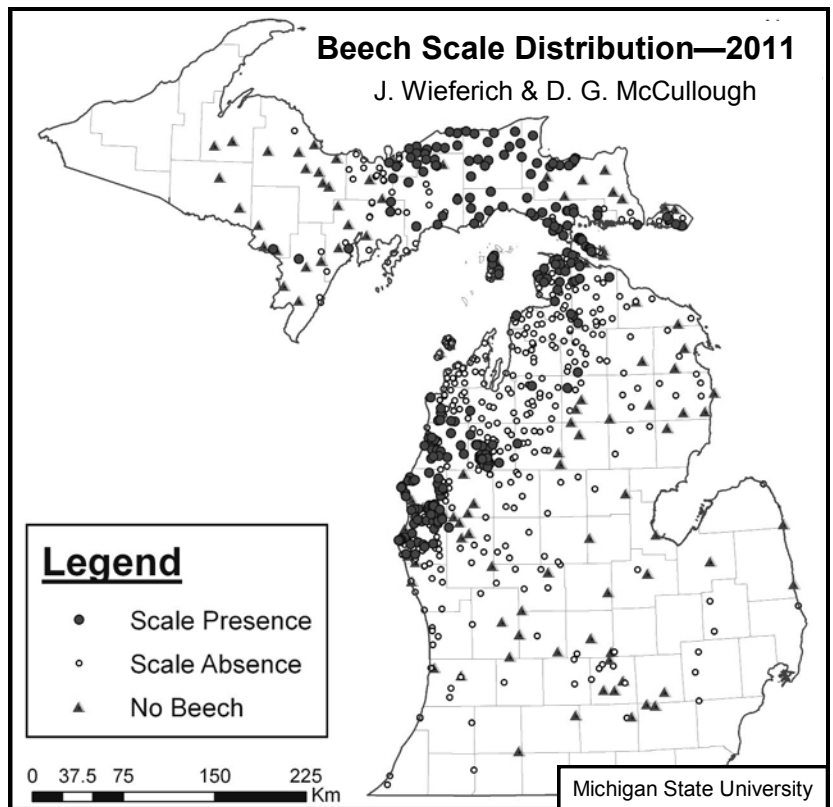 Beech Scale Distribution—2011
J. Wieferich & D. G. McCullough
Legend
Scale Presence
Scale Absence
No Beech
0 37.5 75 150 225
Km
Michigan State University